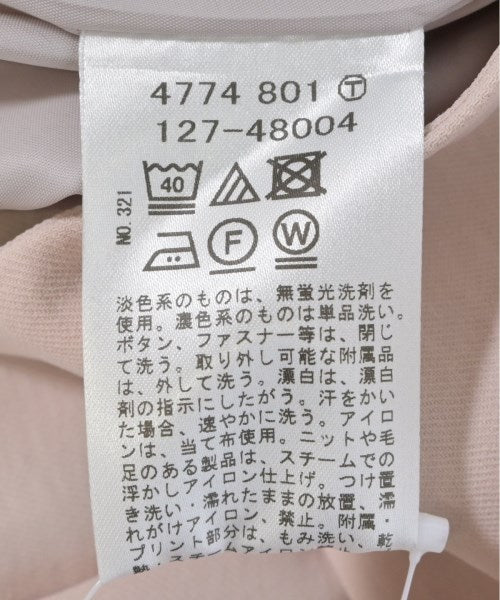 4774 801 Ⓣ
127-48004
40
NO.321
F W
淡色系のものは、無蛍光洗剤を
使用。濃色系のものは単品洗い。
ボタン、ファスナー等は、閉じ
て洗う。取り外し可能な附属品
は、外して洗う。漂白は、漂白
剤の指示にしたがう。汗をかい
た場合、速やかに洗う。アイロ
ンは、当て布使用。ニットや毛
足のある製品は、スチームでの
浮かしアイロン仕上げ。つけ置
き洗い・濡れたままの放置、濡
れがけアイロン、禁止。附属・
プリント部分は、もみ洗い、乾